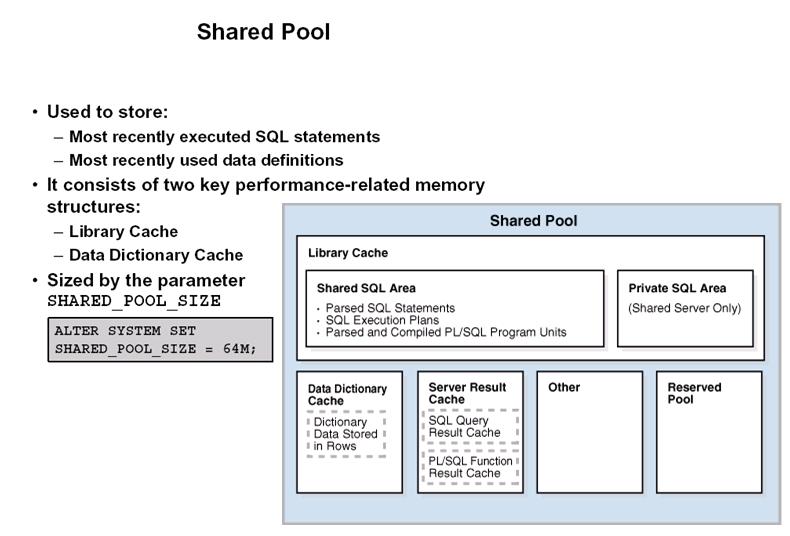 Shared Pool
• Used to store:
– Most recently executed SQL statements
– Most recently used data definitions
• It consists of two key performance-related memory
structures:
– Library Cache
– Data Dictionary Cache
• Sized by the parameter
SHARED_POOL_SIZE
ALTER SYSTEM SET
SHARED_POOL_SIZE = 64M;
Shared Pool
Library Cache
Shared SQL Area
· Parsed SQL Statements
· SQL Execution Plans
· Parsed and Compiled PL/SQL Program Units
Private SQL Area
(Shared Server Only)
Data Dictionary
Cache
Dictionary
Data Stored
in Rows
Server Result
Cache
SQL Query
Result Cache
PL/SQL Function
Result Cache
Other
Reserved
Pool